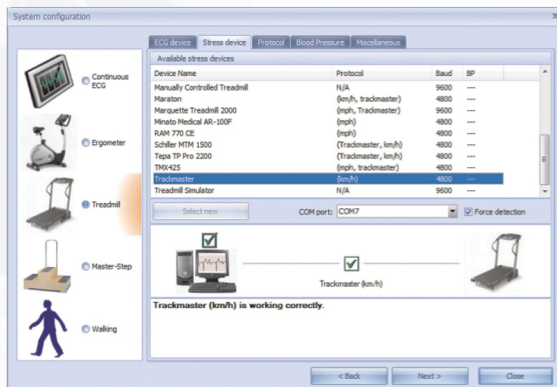 System configuration
ECG device Stress device Protocol Blood Pressure Miscellaneous
Available stress devices
Device Name Protocol Baud BP
Manually Controlled Treadmill N/A 9600 ---
Maraton (km/h, trackmaster) 4800 ---
Marquette Treadmill 2000 (mph, Trackmaster) 9600 ---
Minato Medical AR-100F (mph) 4800 ---
RAM 770 CE (mph) 4800 ---
Schiller MTM 1500 (Trackmaster, km/h) 4800 ---
Tepa TP Pro 2200 (Trackmaster, km/h) 4800 ---
TMX425 (mph, trackmaster) 4800 ---
Trackmaster (km/h) 4800 ---
Treadmill Simulator N/A 9600 ---
Continuous
ECG
Ergometer
Treadmill
Master-Step
Walking
Select new COM port: COM7 Force detection
Trackmaster (km/h)
Trackmaster (km/h) is working correctly.
< Back Next > Close